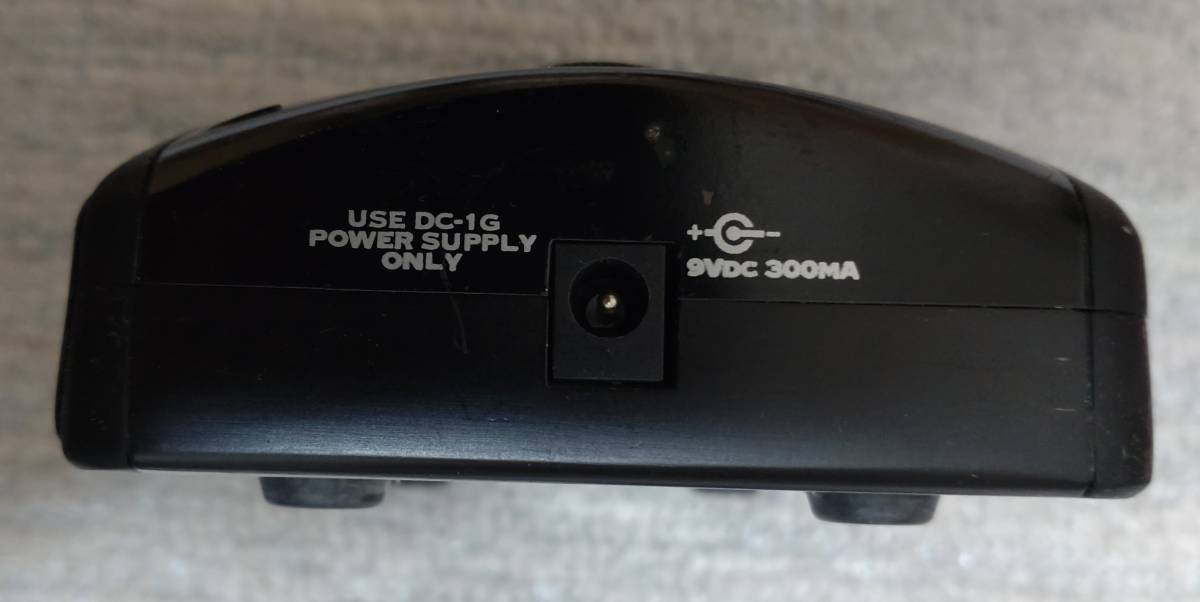 USE DC-1G
POWER SUPPLY
ONLY
+ -
9VDC 300MA